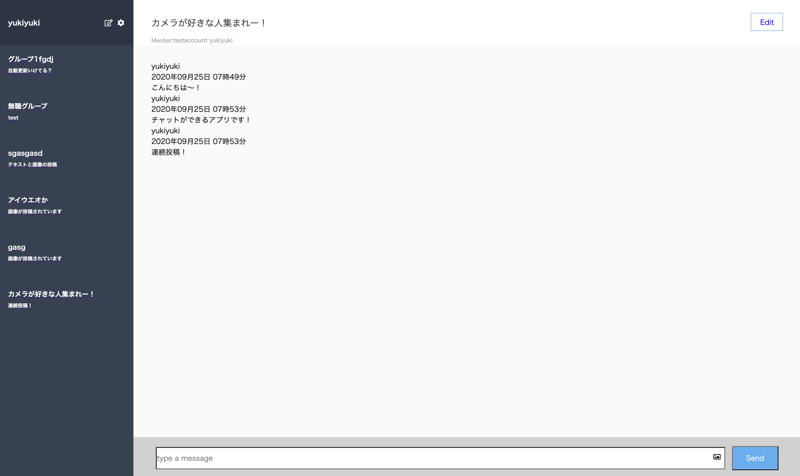 yukiyuki
グループ1fgdj
自動更新いけてる？
無職グループ
test
sgasgasd
テキストと画像の投稿
アイウエオか
画像が投稿されています
gasg
画像が投稿されています
カメラが好きな人集まれー！
連続投稿！
カメラが好きな人集まれー！
Edit
Menber:testaccount yukiyuki
yukiyuki
2020年09月25日 07時49分
こんにちは〜！
yukiyuki
2020年09月25日 07時53分
チャットができるアプリです！
yukiyuki
2020年09月25日 07時53分
連続投稿！
type a message
Send